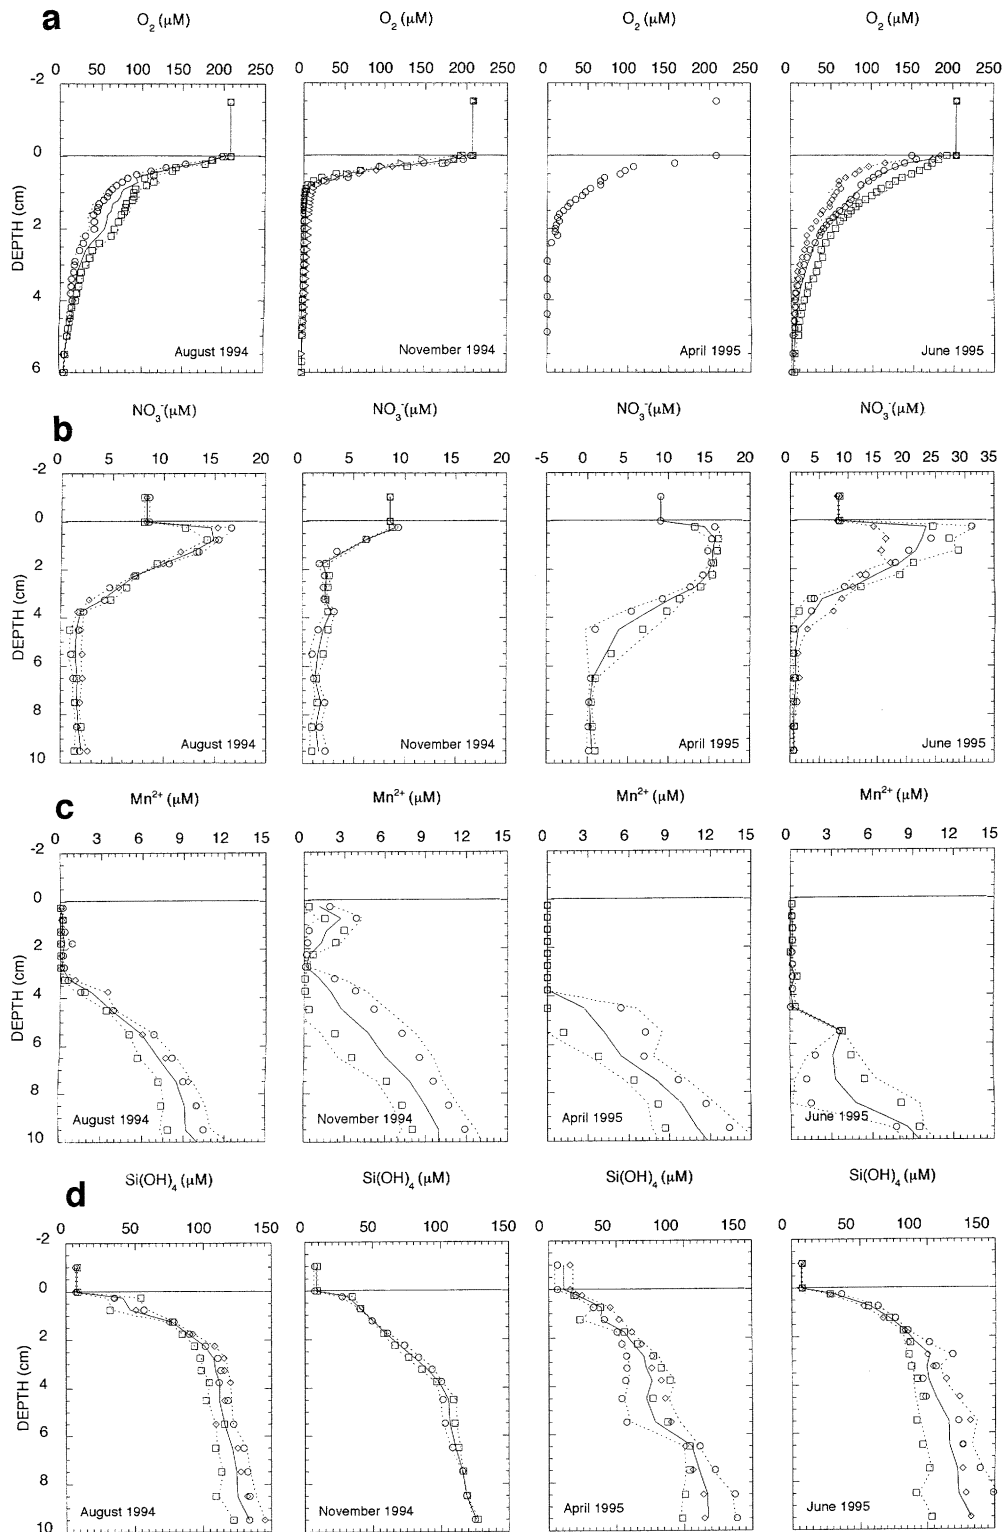 a
O2 (µM) O2 (µM) O2 (µM) O2 (µM)
0 50 100 150 200 250 0 50 100 150 200 250 0 50 100 150 200 250 0 50 100 150 200 250
-2
0
2
4
6
DEPTH (cm)
August 1994 November 1994 April 1995 June 1995
b
NO3-(µM) NO3-(µM) NO3-(µM) NO3-(µM)
0 5 10 15 20 0 5 10 15 20 -5 0 5 10 15 20 0 5 10 15 20 25 30 35
-2
0
2
4
6
8
10
DEPTH (cm)
August 1994 November 1994 April 1995 June 1995
c
Mn2+ (µM) Mn2+ (µM) Mn2+ (µM) Mn2+ (µM)
0 3 6 9 12 15 0 3 6 9 12 15 0 3 6 9 12 15 0 3 6 9 12 15
-2
0
2
4
6
8
10
DEPTH (cm)
August 1994 November 1994 April 1995 June 1995
d
Si(OH)4 (µM) Si(OH)4 (µM) Si(OH)4 (µM) Si(OH)4 (µM)
0 50 100 150 0 50 100 150 0 50 100 150 0 50 100 150
-2
0
2
4
6
8
10
DEPTH (cm)
August 1994 November 1994 April 1995 June 1995